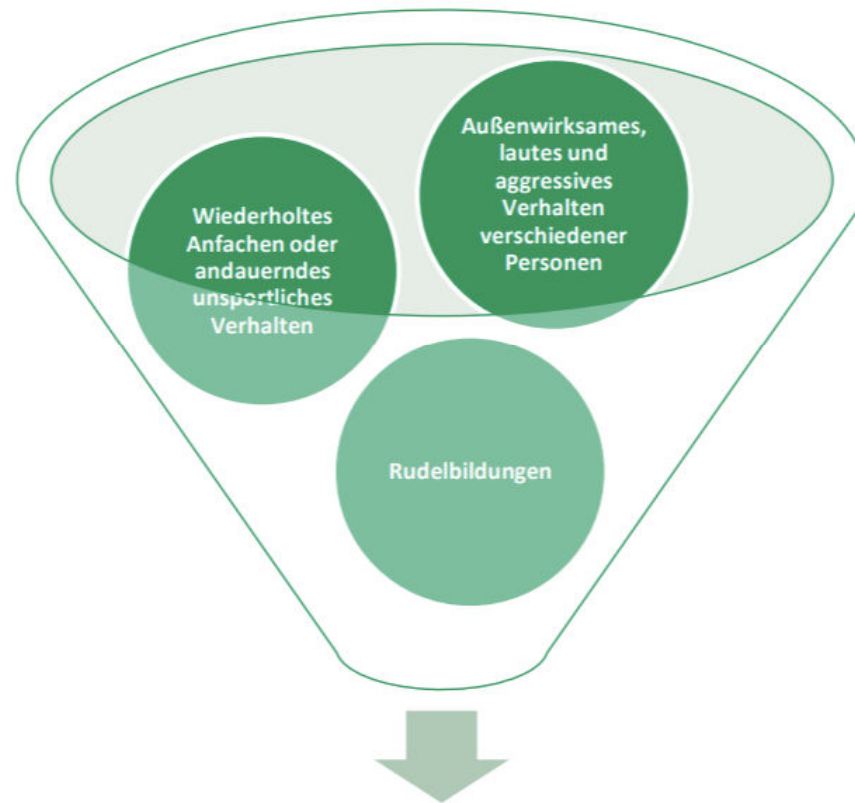 Außenwirksames,
lautes und
aggressives
Verhalten
verschiedener
Personen
Wiederholtes
Anfachen oder
andauerndes
unsportliches
Verhalten
Rudelbildungen